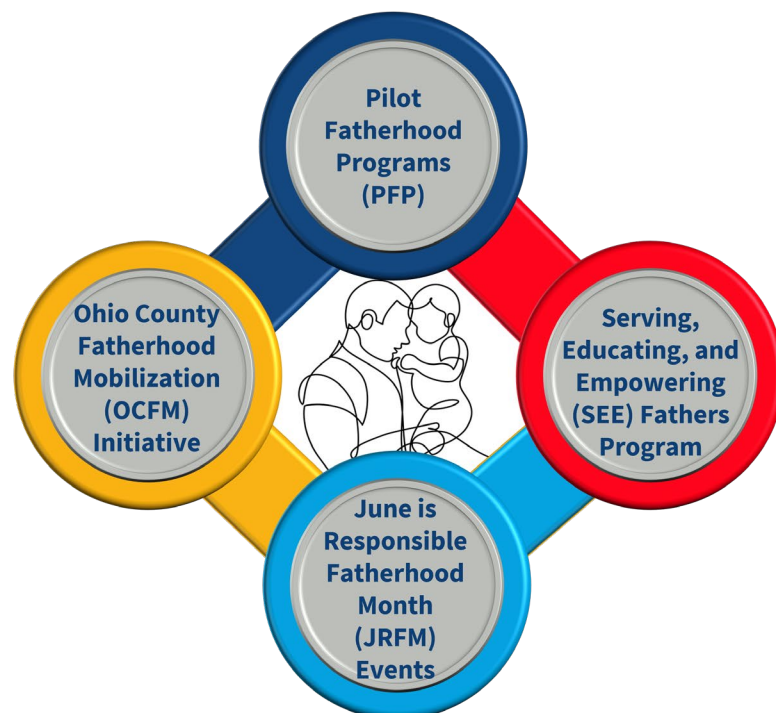 Pilot
Fatherhood
Programs
(PFP)
Ohio County
Fatherhood
Mobilization
(OCFM)
Initiative
Serving,
Educating, and
Empowering
(SEE) Fathers
Program
June is
Responsible
Fatherhood
Month
(JRFM)
Events